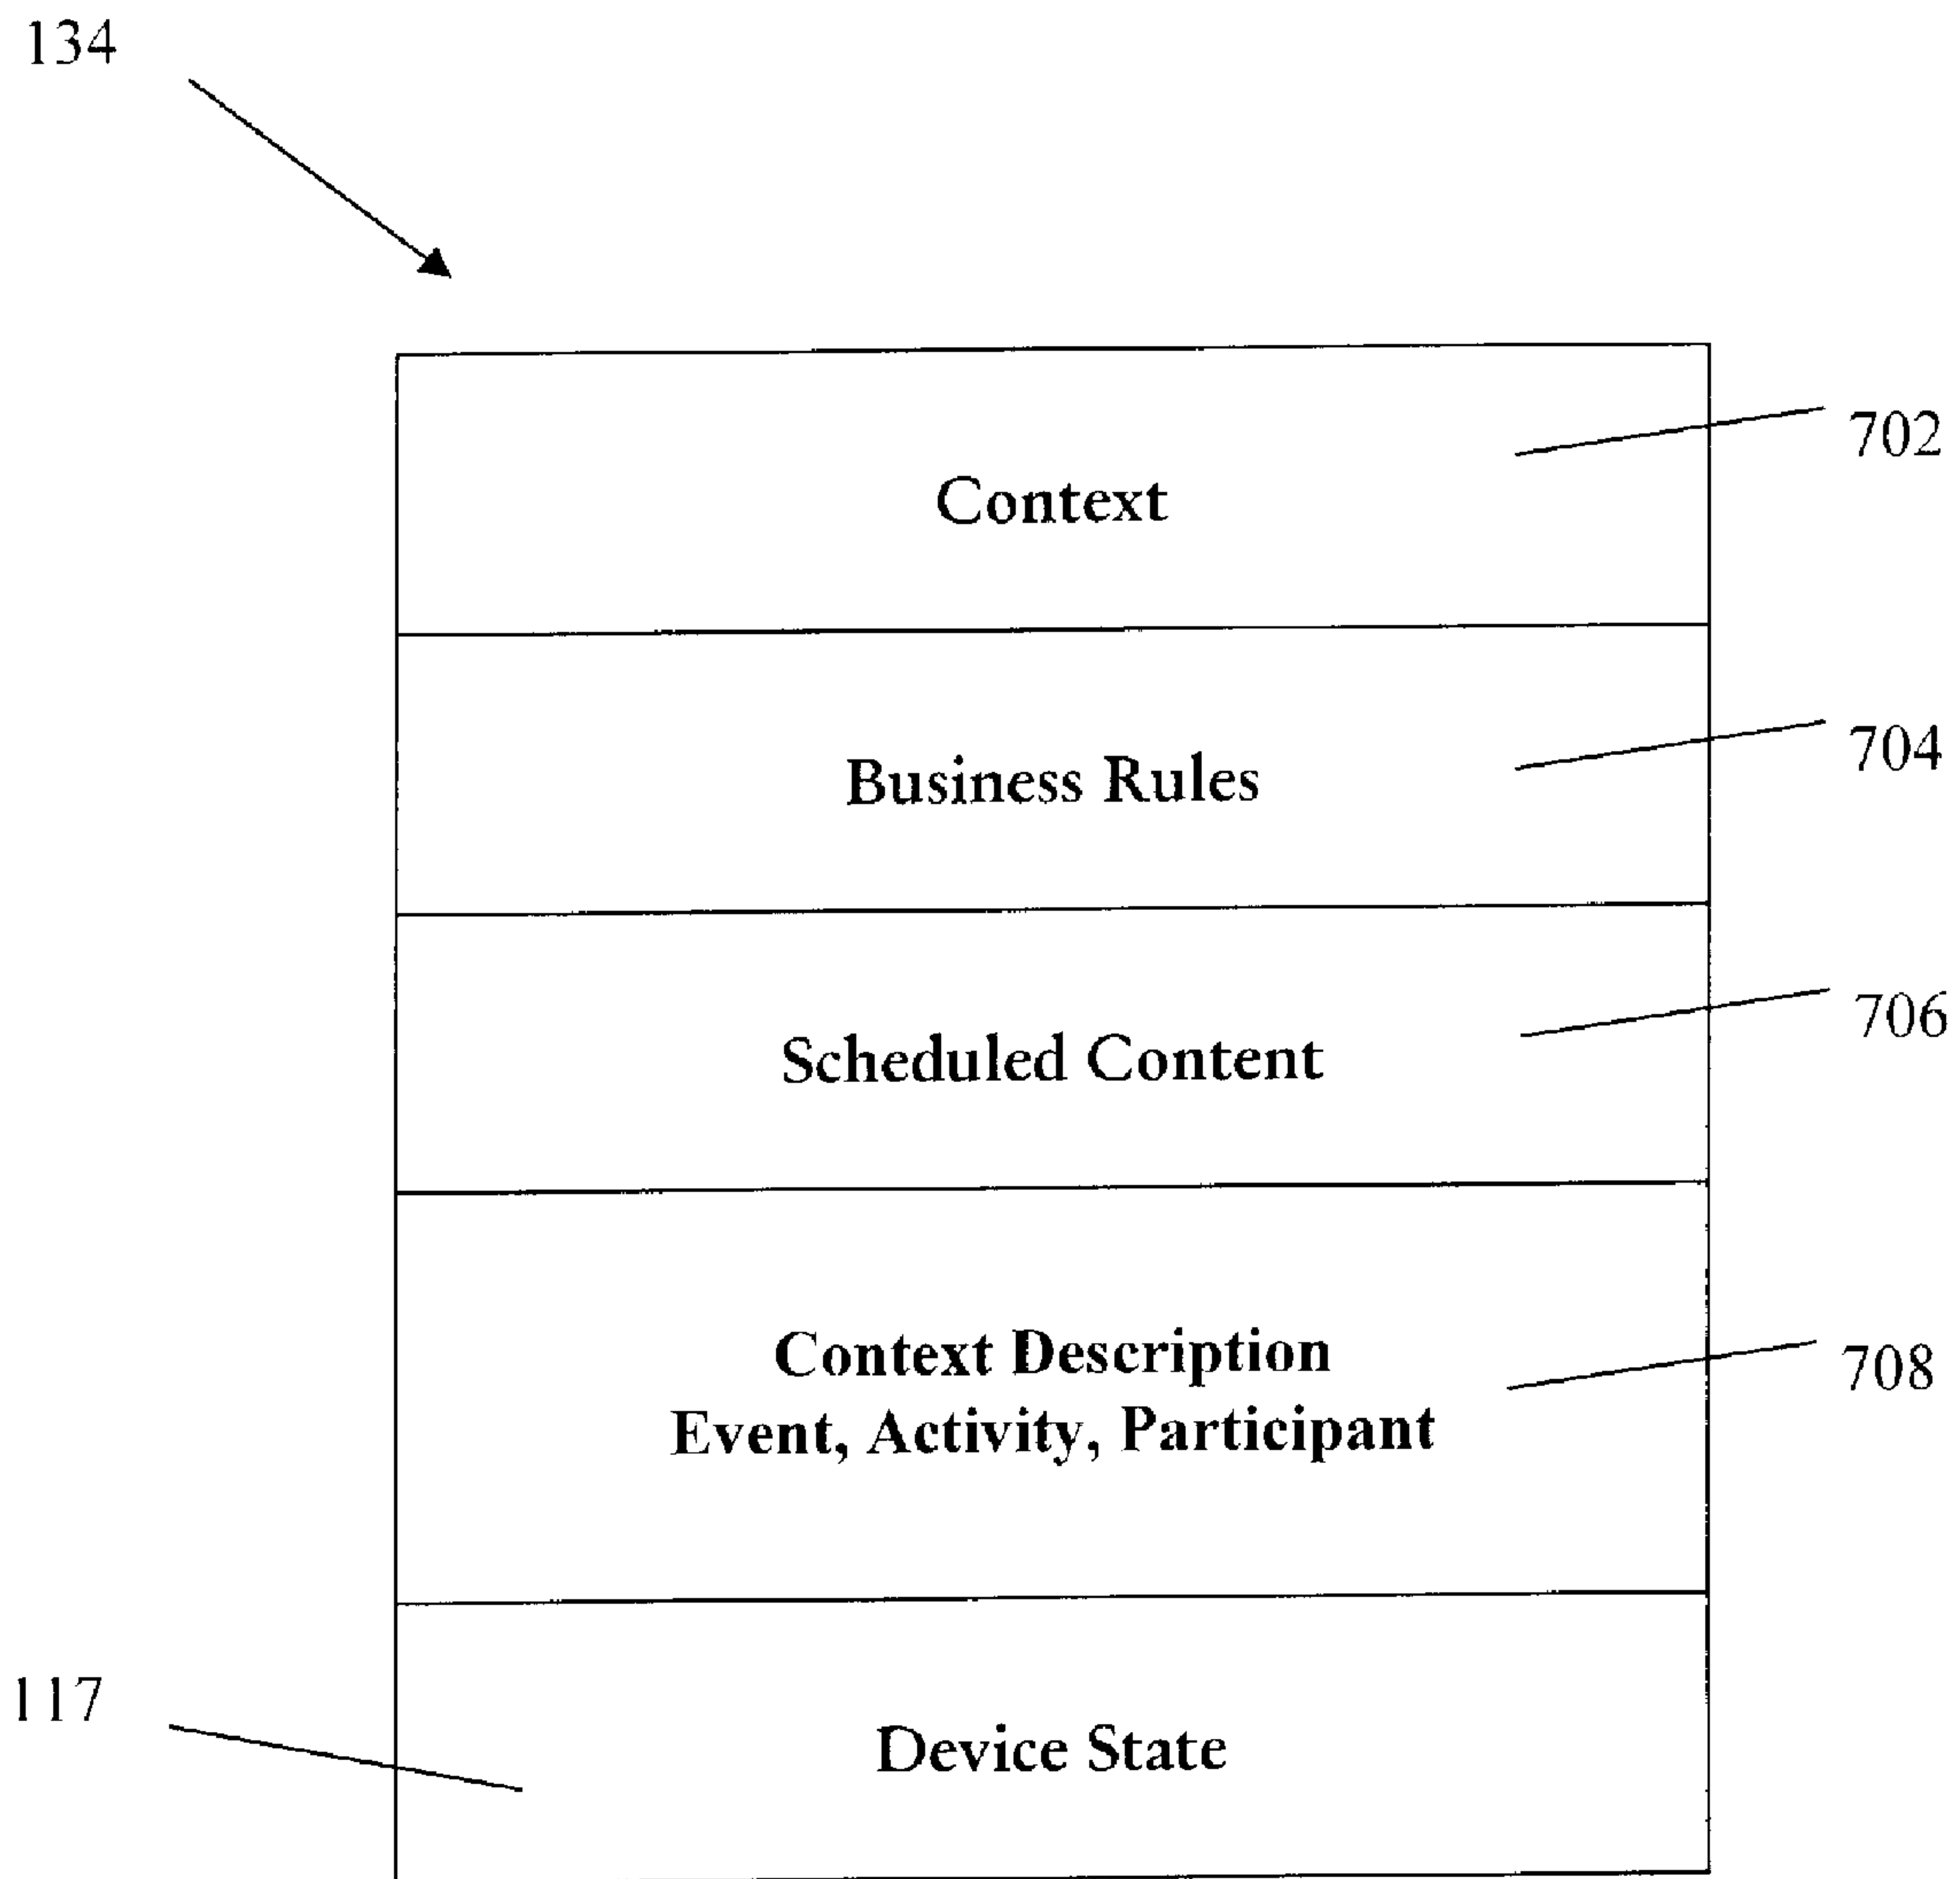 134
702
Context
704
Business Rules
706
Scheduled Content
Context Description
708
Event, Activity, Participant
117
Device State